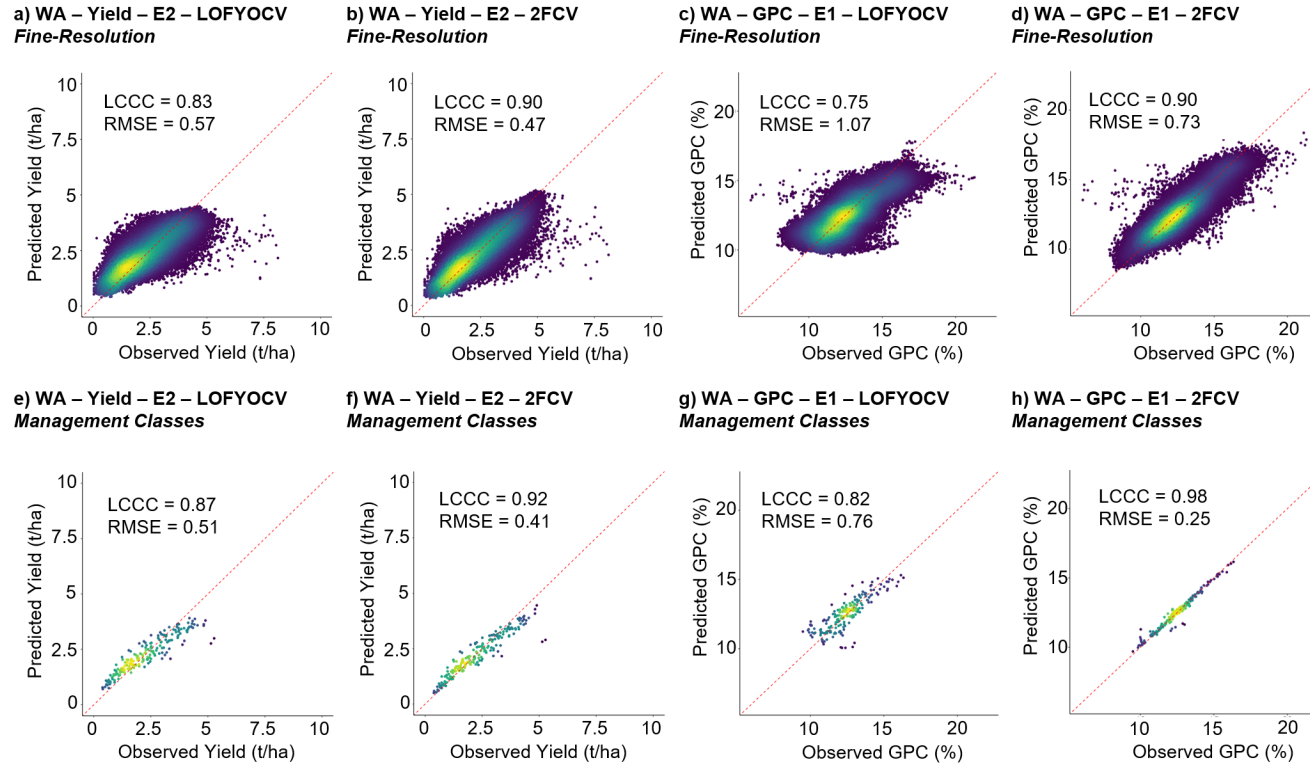 a) WA – Yield – E2 – LOFYOCV
Fine-Resolution
10
7.5
5
2.5
0
Predicted Yield (t/ha)
LCCC = 0.83
RMSE = 0.57
0 2.5 5 7.5 10
Observed Yield (t/ha)
b) WA – Yield – E2 – 2FCV
Fine-Resolution
10
7.5
5
2.5
0
Predicted Yield (t/ha)
LCCC = 0.90
RMSE = 0.47
0 2.5 5 7.5 10
Observed Yield (t/ha)
c) WA – GPC – E1 – LOFYOCV
Fine-Resolution
20
15
10
Predicted GPC (%)
LCCC = 0.75
RMSE = 1.07
10 15 20
Observed GPC (%)
d) WA – GPC – E1 – 2FCV
Fine-Resolution
20
15
10
Predicted GPC (%)
LCCC = 0.90
RMSE = 0.73
10 15 20
Observed GPC (%)
e) WA – Yield – E2 – LOFYOCV
Management Classes
10
7.5
5
2.5
0
Predicted Yield (t/ha)
LCCC = 0.87
RMSE = 0.51
0 2.5 5 7.5 10
Observed Yield (t/ha)
f) WA – Yield – E2 – 2FCV
Management Classes
10
7.5
5
2.5
0
Predicted Yield (t/ha)
LCCC = 0.92
RMSE = 0.41
0 2.5 5 7.5 10
Observed Yield (t/ha)
g) WA – GPC – E1 – LOFYOCV
Management Classes
20
15
10
Predicted GPC (%)
LCCC = 0.82
RMSE = 0.76
10 15 20
Observed GPC (%)
h) WA – GPC – E1 – 2FCV
Management Classes
20
15
10
Predicted GPC (%)
LCCC = 0.98
RMSE = 0.25
10 15 20
Observed GPC (%)